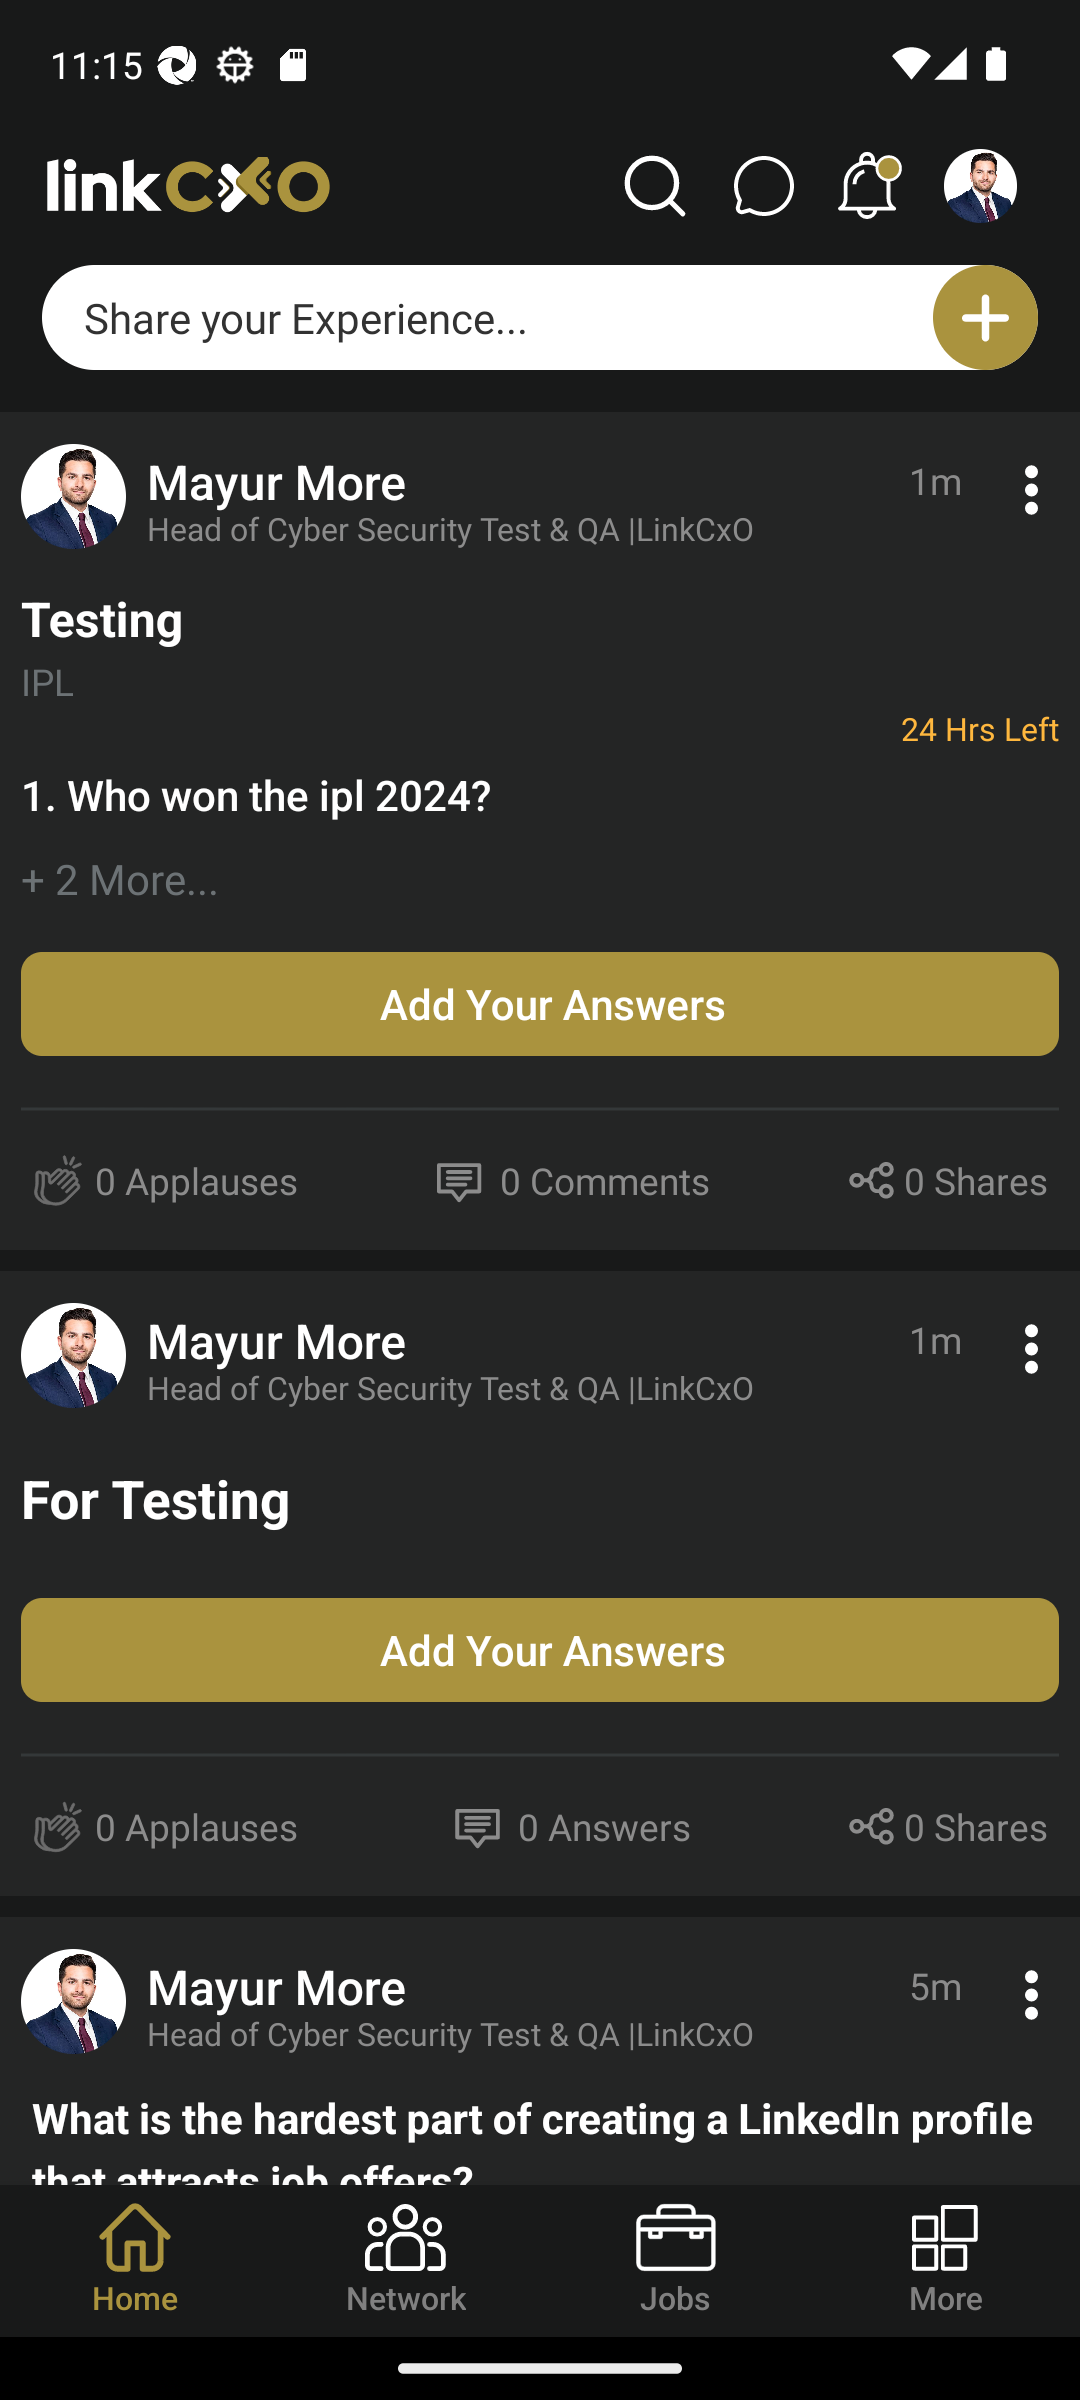 11:15
linkCXO
Share your Experience...
Mayur More
1m
Head of Cyber Security Test & QA |LinkCxO
Testing
IPL
24 Hrs Left
1. Who won the ipl 2024?
+ 2 More...
Add Your Answers
0 Applauses
0 Comments
0 Shares
Mayur More
1m
Head of Cyber Security Test & QA |LinkCxO
For Testing
Add Your Answers
0 Applauses
0 Answers
0 Shares
Mayur More
5m
Head of Cyber Security Test & QA |LinkCxO
What is the hardest part of creating a LinkedIn profile
that attracts job offers?
Home
Network
Jobs
More